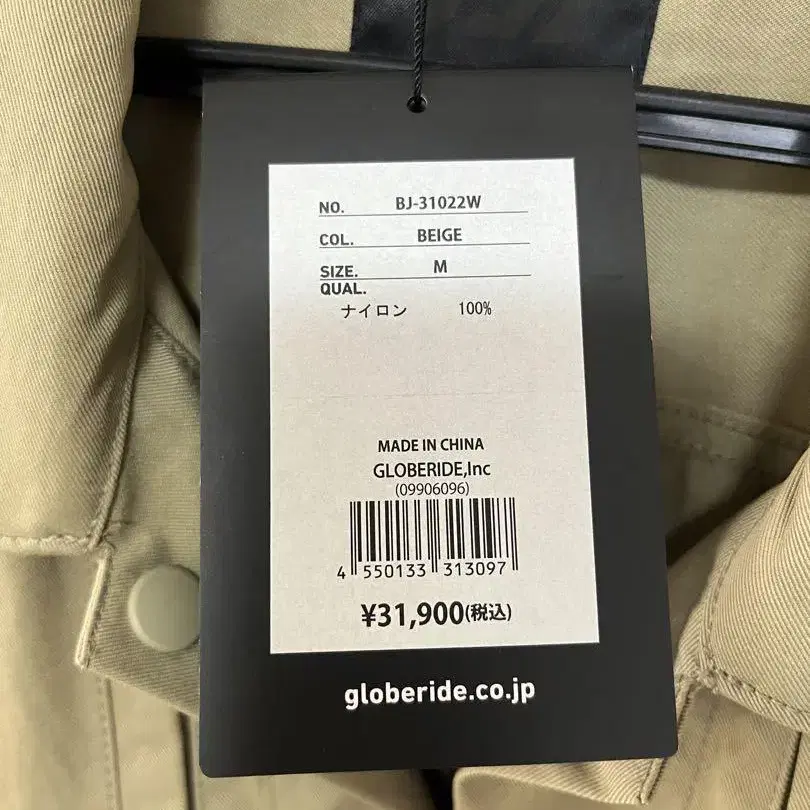 NO. BJ-31022W
COL. BEIGE
SIZE. M
QUAL.
ナイロン 100%
MADE IN CHINA
GLOBERIDE,Inc
(09906096)
4 550133 313097
¥31,900(税込)
globeride.co.jp